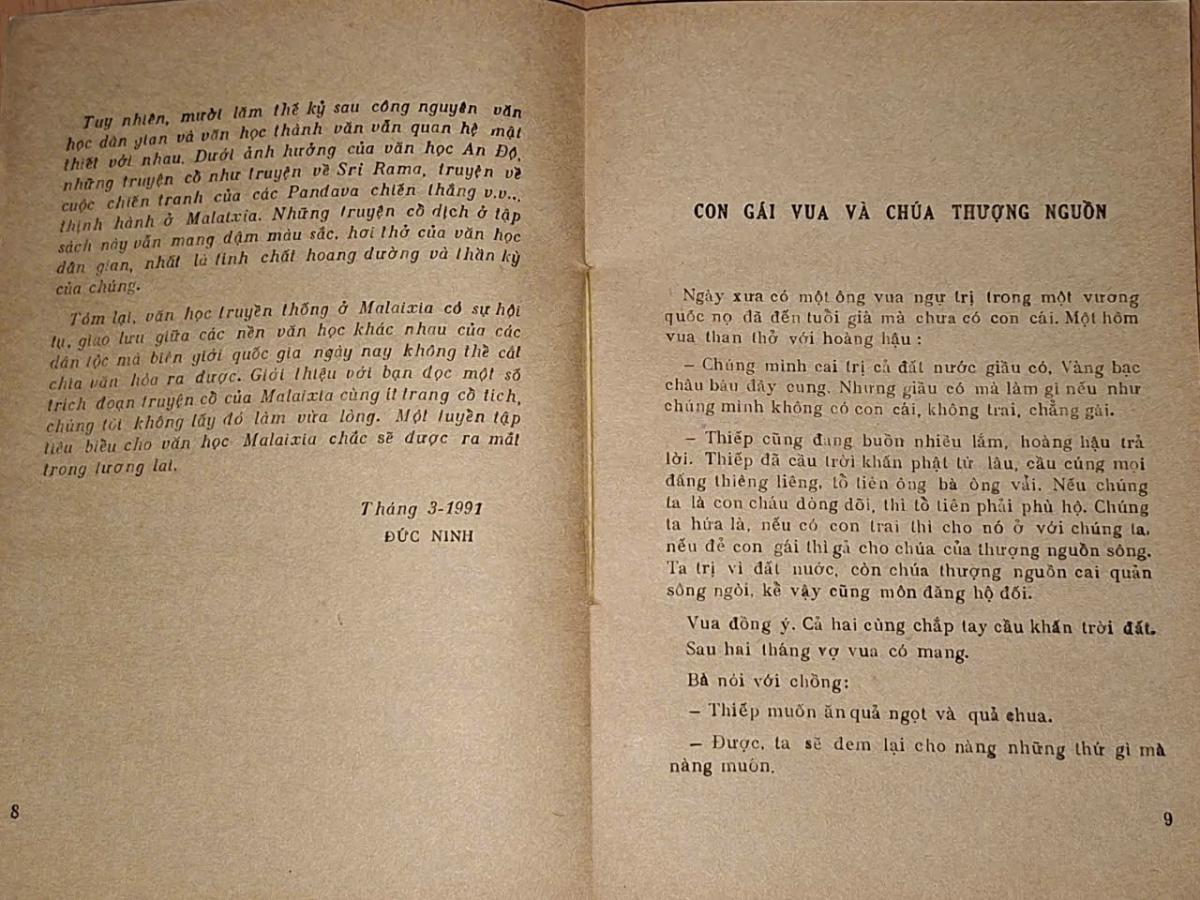 Tuy nhiên, mười lăm thế kỷ sau công nguyên văn
học dân gian và văn học thành văn vẫn quan hệ mật
thiết với nhau. Dưới ảnh hưởng của văn học Ấn Độ,
những truyện cổ như truyện về Sri Rama, truyện về
cuộc chiến tranh của các Pandava chiến thắng v.v...
thịnh hành ở Malaixia. Những truyện cổ dịch ở tập
sách này vẫn mang đậm màu sắc, hơi thở của văn học
dân gian, nhất là tính chất hoang đường và thần kỳ
của chúng.
Tóm lại, văn học truyền thống ở Malaixia có sự hội
tụ, giao lưu giữa các nền văn học khác nhau của các
dân tộc mà biên giới quốc gia ngày nay không thể cắt
chia văn hóa ra được. Giới thiệu với bạn đọc một số
trích đoạn truyện cổ của Malaixia cùng ít trang cổ tích,
chúng tôi không lấy đó làm vừa lòng. Một tuyển tập
tiêu biểu cho văn học Malaixia chắc sẽ được ra mắt
trong tương lai.
Tháng 3-1991
ĐỨC NINH
8
CON GÁI VUA VÀ CHÚA THƯỢNG NGUỒN
Ngày xưa có một ông vua ngự trị trong một vương
quốc nọ đã đến tuổi già mà chưa có con cái. Một hôm
vua than thở với hoàng hậu :
– Chúng mình cai trị cả đất nước giầu có, Vàng bạc
châu báu đầy cung. Nhưng giầu có mà làm gì nếu như
chúng mình không có con cái, không trai, chẳng gái.
– Thiếp cũng đang buồn nhiều lắm, hoàng hậu trả
lời. Thiếp đã cầu trời khấn phật từ lâu, cầu cúng mọi
đấng thiêng liêng, tổ tiên ông bà ông vải. Nếu chúng
ta là con cháu dòng dõi, thì tổ tiên phải phù hộ. Chúng
ta hứa là, nếu có con trai thì cho nó ở với chúng ta,
nếu đẻ con gái thì gả cho chúa của thượng nguồn sông.
Ta trị vì đất nước, còn chúa thượng nguồn cai quản
sông ngòi, kể vậy cũng môn đăng hộ đối.
Vua đồng ý. Cả hai cùng chắp tay cầu khấn trời đất.
Sau hai tháng vợ vua có mang.
Bà nói với chồng:
– Thiếp muốn ăn quả ngọt và quả chua.
– Được, ta sẽ đem lại cho nàng những thứ gì mà
nàng muốn.
9